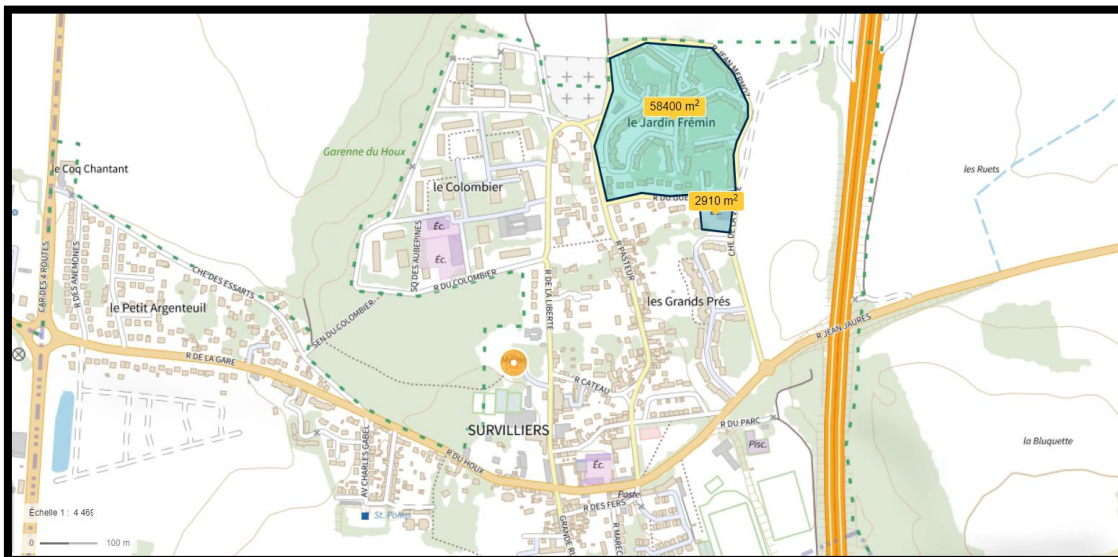 R JEAN MERMOZ
58400 m²
le Jardin Frémin
Garenne du Houx
le Coq Chantant
les Ruets
le Colombier
2910 m²
R DU GUÉ
Éc.
Éc.
SQ DES AUBEPINES
CHE DE LA
R PASTEUR
R DU COLOMBIER
CAR DES 4 ROUTES
R DES ANEMONES
CHE DES ESSARTS
R DE LA LIBERTE
le Petit Argenteuil
les Grands Prés
SEN DU COLOMBIER
R JEAN JAURES
R DE LA GARE
R CATEAU
SURVILLIERS
R DU PARC
Pisc.
la Bluquette
R DU HOUX
Éc.
AV CHARLES GABEL
Poste
R DES FERS
St. Pomp.
GRANDE R
R MAREC
Échelle 1 : 4 469
0
100 m